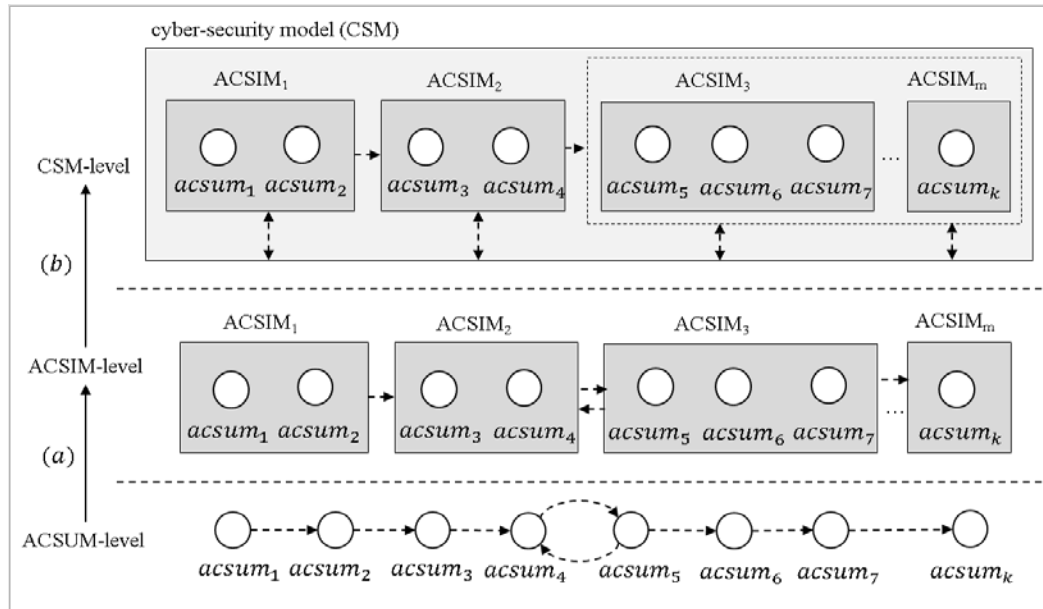 cyber-security model (CSM)
ACSIM₁ ACSIM₂ ACSIM₃ ACSIMₘ
CSM-level
...
acsum₁ acsum₂ acsum₃ acsum₄ acsum₅ acsum₆ acsum₇ acsumₖ
(b)
ACSIM₁ ACSIM₂ ACSIM₃ ACSIMₘ
ACSIM-level
...
acsum₁ acsum₂ acsum₃ acsum₄ acsum₅ acsum₆ acsum₇ acsumₖ
(a)
ACSUM-level
acsum₁ acsum₂ acsum₃ acsum₄ acsum₅ acsum₆ acsum₇ acsumₖ